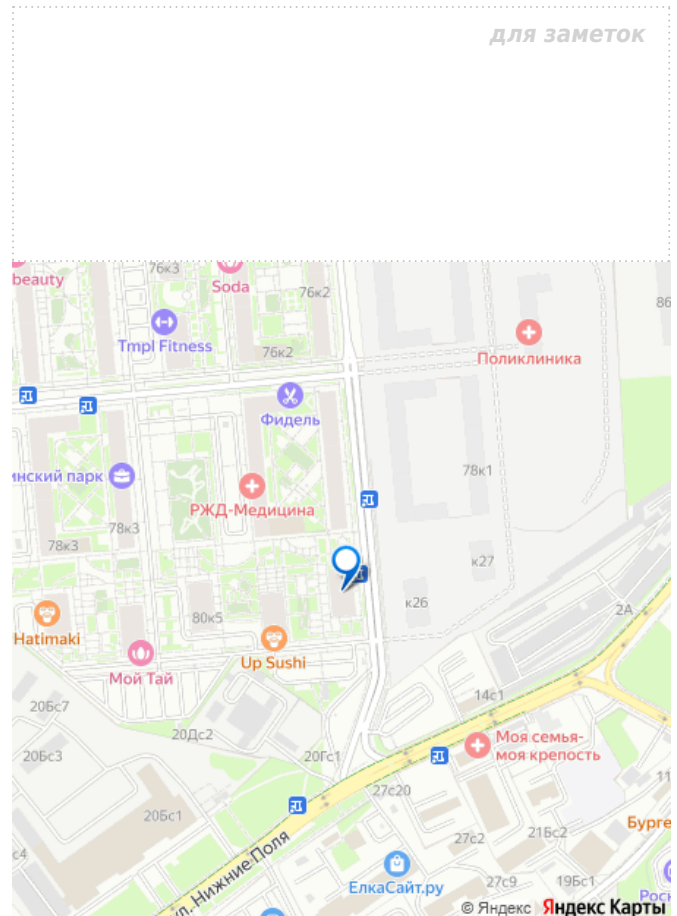 для заметок
beauty
76к3
Soda
76к2
86
Tmpl Fitness
Поликлиника
76к2
Фидель
инский парк
78к1
РЖД-Медицина
78к3
78к3
к27
к26
Hatimaki
80к5
2А
Мой Тай
Up Sushi
14с1
20Бс7
20Дс2
Моя семья-
моя крепость
20Бс3
20Гс1
11
27с20
20Бс1
Бурге
27с2
21Бс2
с4
ул. Нижние Поля
ЕлкаСайт.ру
27с9
19Бс1
Роск
© Яндекс Яндекс Карты